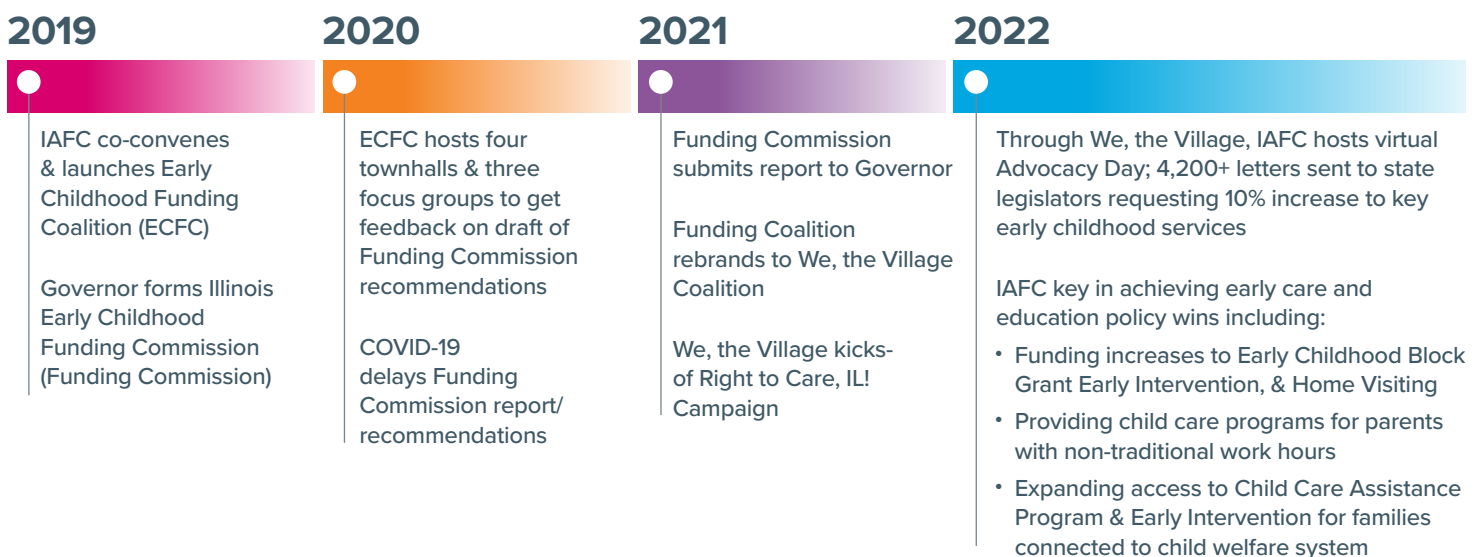 2019
IAFC co-convenes
& launches Early
Childhood Funding
Coalition (ECFC)
Governor forms Illinois
Early Childhood
Funding Commission
(Funding Commission)
2020
ECFC hosts four
townhalls & three
focus groups to get
feedback on draft of
Funding Commission
recommendations
COVID-19
delays Funding
Commission report/
recommendations
2021
Funding Commission
submits report to Governor
Funding Coalition
rebrands to We, the Village
Coalition
We, the Village kicks-
of Right to Care, IL!
Campaign
2022
Through We, the Village, IAFC hosts virtual
Advocacy Day; 4,200+ letters sent to state
legislators requesting 10% increase to key
early childhood services
IAFC key in achieving early care and
education policy wins including:
• Funding increases to Early Childhood Block
Grant Early Intervention, & Home Visiting
• Providing child care programs for parents
with non-traditional work hours
• Expanding access to Child Care Assistance
Program & Early Intervention for families
connected to child welfare system